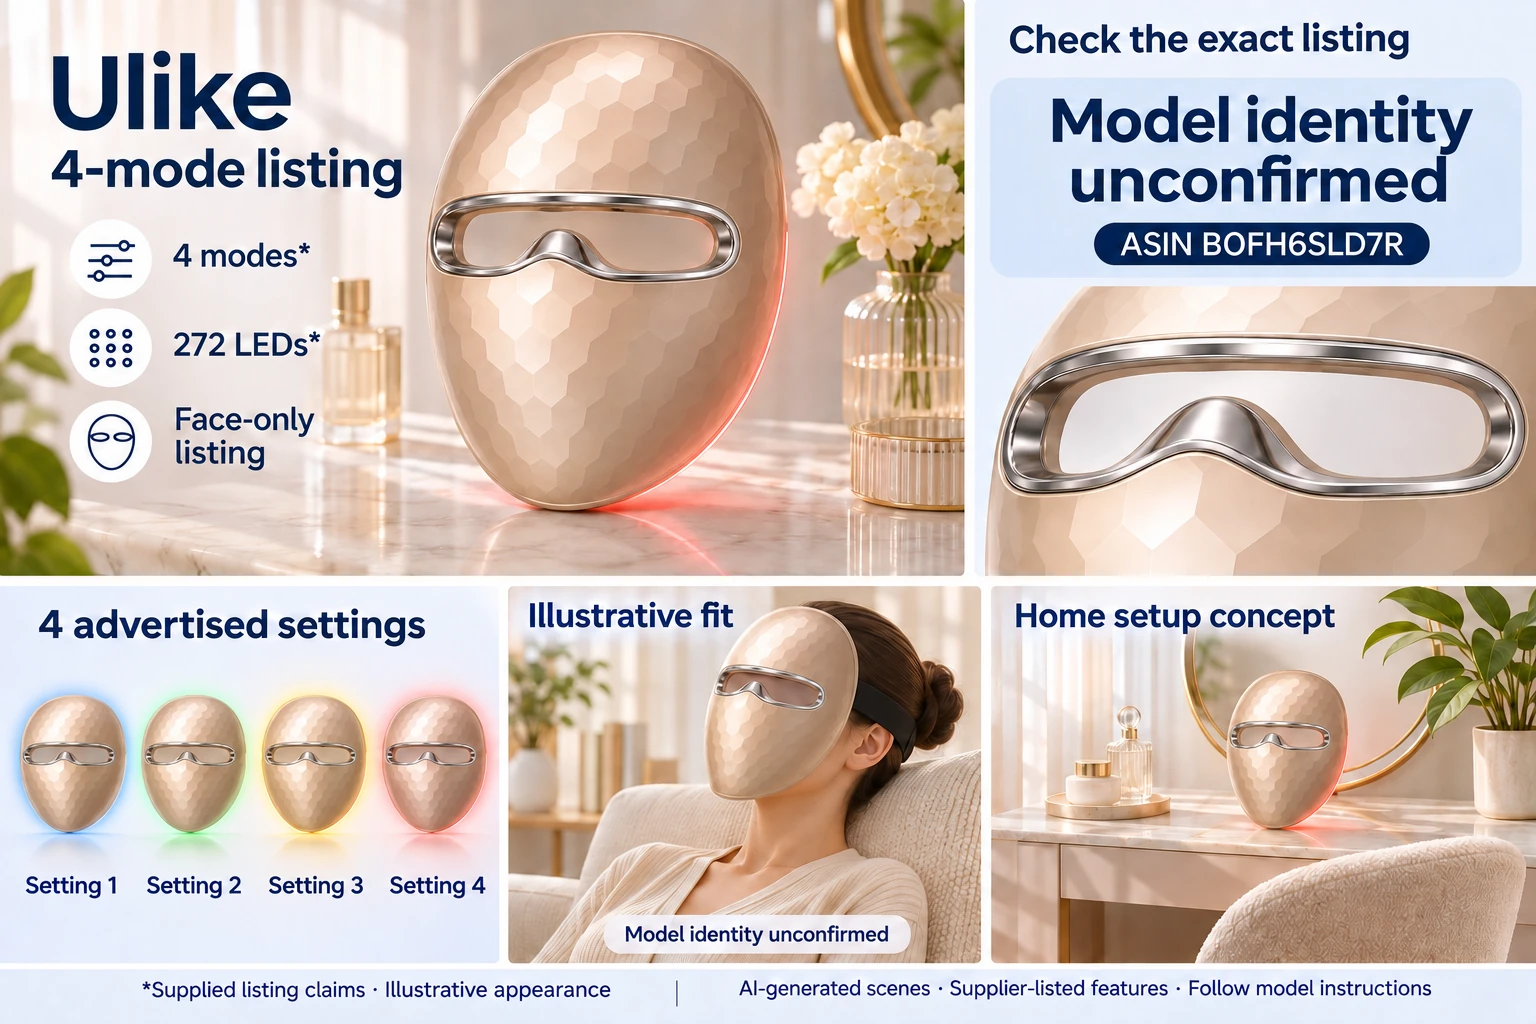 Ulike
4-mode listing
4 modes*
272 LEDs*
Face-only
listing
Check the exact listing
Model identity
unconfirmed
ASIN B0FH6SLD7R
4 advertised settings
Setting 1
Setting 2
Setting 3
Setting 4
Illustrative fit
Model identity unconfirmed
Home setup concept
*Supplied listing claims · Illustrative appearance
AI-generated scenes · Supplier-listed features · Follow model instructions